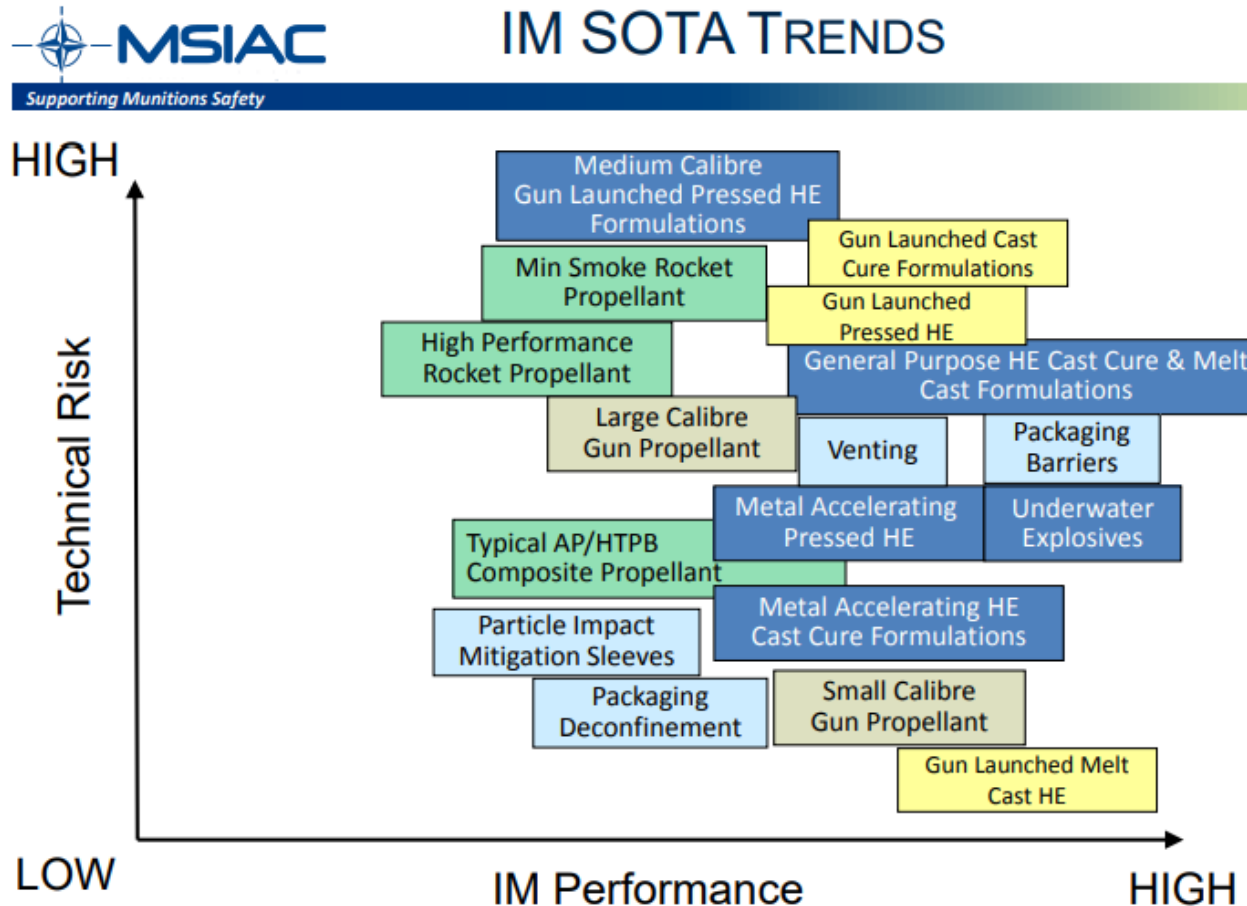 MSIAC
IM SOTA TRENDS
Supporting Munitions Safety
HIGH
Medium Calibre
Gun Launched Pressed HE
Formulations
Gun Launched Cast
Cure Formulations
Min Smoke Rocket
Propellant
Gun Launched
Pressed HE
High Performance
Rocket Propellant
General Purpose HE Cast Cure & Melt
Cast Formulations
Large Calibre
Gun Propellant
Venting
Packaging
Barriers
Metal Accelerating
Pressed HE
Underwater
Explosives
Typical AP/HTPB
Composite Propellant
Metal Accelerating HE
Cast Cure Formulations
Particle Impact
Mitigation Sleeves
Packaging
Deconfinement
Small Calibre
Gun Propellant
Gun Launched Melt
Cast HE
Technical Risk
LOW
IM Performance
HIGH